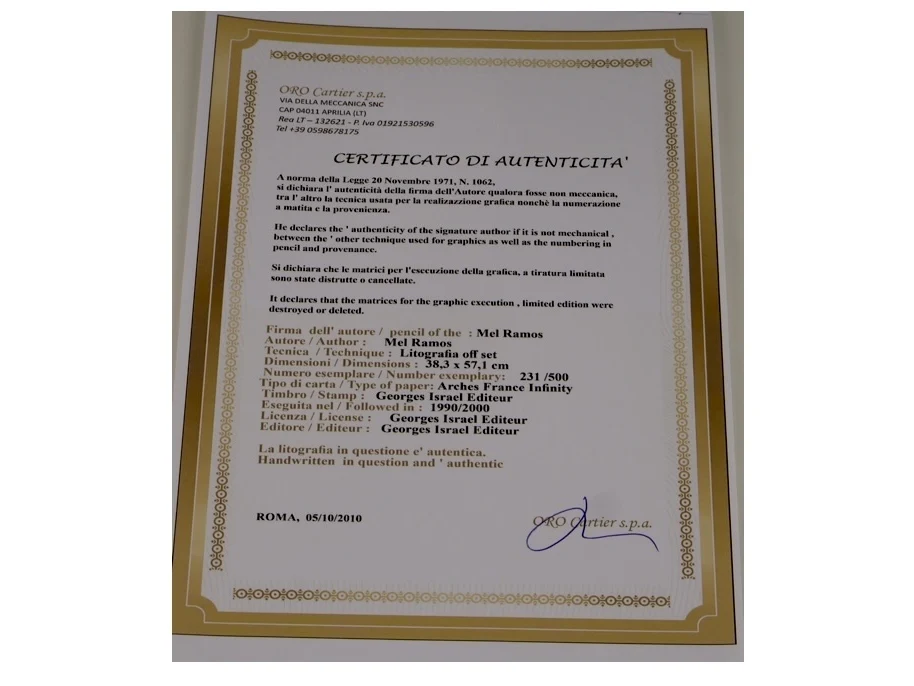 ORO Cartier s.p.a.
VIA DELLA MECCANICA SNC
CAP 04011 APRILIA (LT)
Rea LT – 132621 - P. Iva 01921530596
Tel +39 0598678175
CERTIFICATO DI AUTENTICITA'
A norma della Legge 20 Novembre 1971, N. 1062,
si dichiara l' autenticità della firma dell'Autore qualora fosse non meccanica,
tra l' altro la tecnica usata per la realizazzione grafica nonchè la numerazione
a matita e la provenienza.
He declares the ' authenticity of the signature author if it is not mechanical ,
between the ' other technique used for graphics as well as the numbering in
pencil and provenance.
Si dichiara che le matrici per l'esecuzione della grafica, a tiratura limitata
sono state distrutte o cancellate.
It declares that the matrices for the graphic execution , limited edition were
destroyed or deleted.
Firma dell' autore / pencil of the : Mel Ramos
Autore / Author : Mel Ramos
Tecnica / Technique : Litografia off set
Dimensioni / Dimensions : 38,3 x 57,1 cm
Numero esemplare / Number exemplary: 231 /500
Tipo di carta / Type of paper: Arches France Infinity
Timbro / Stamp : Georges Israel Editeur
Eseguita nel / Followed in : 1990/2000
Licenza / License : Georges Israel Editeur
Editore / Editeur : Georges Israel Editeur
La litografia in questione e' autentica.
Handwritten in question and ' authentic
ROMA, 05/10/2010
ORO Cartier s.p.a.